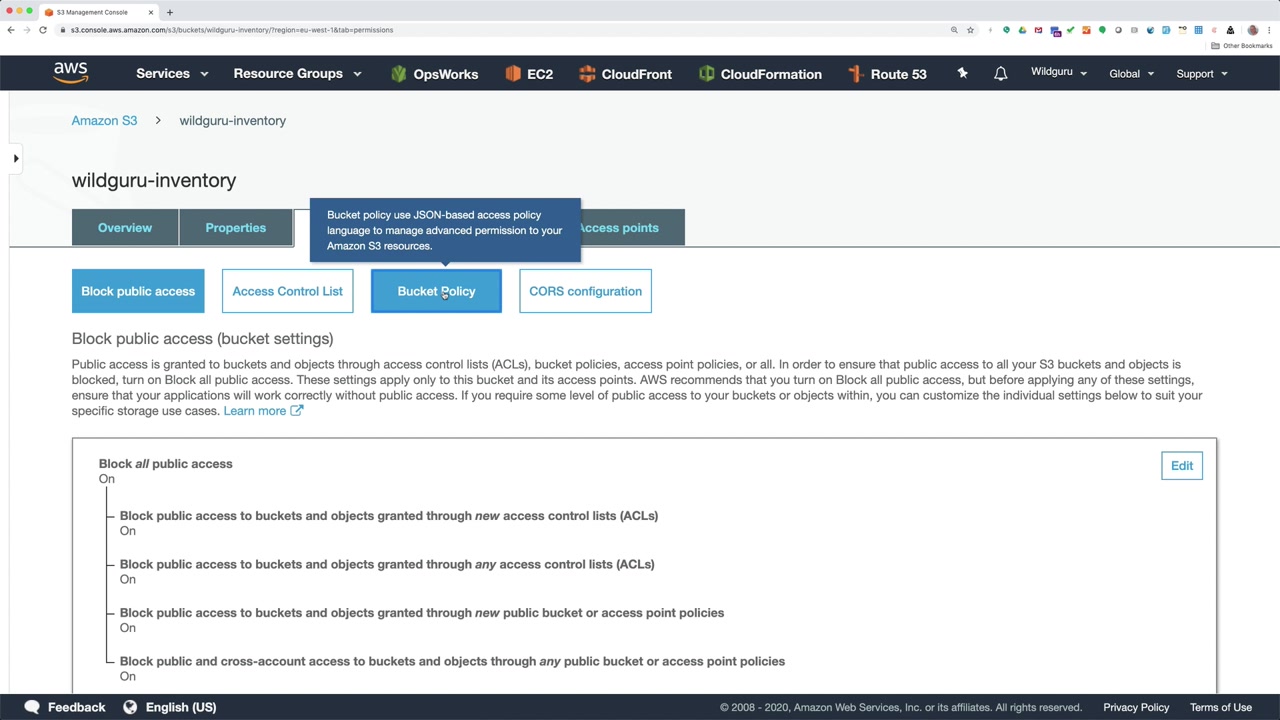 S3 Management Console
s3.console.aws.amazon.com/s3/buckets/wildguru-inventory/?region=eu-west-1&tab=permissions
Other Bookmarks
aws
Services
Resource Groups
OpsWorks
EC2
CloudFront
CloudFormation
Route 53
Wildguru
Global
Support
Amazon S3 > wildguru-inventory
wildguru-inventory
Overview
Properties
Access points
Bucket policy use JSON-based access policy
language to manage advanced permission to your
Amazon S3 resources.
Block public access
Access Control List
Bucket Policy
CORS configuration
Block public access (bucket settings)
Public access is granted to buckets and objects through access control lists (ACLs), bucket policies, access point policies, or all. In order to ensure that public access to all your S3 buckets and objects is
blocked, turn on Block all public access. These settings apply only to this bucket and its access points. AWS recommends that you turn on Block all public access, but before applying any of these settings,
ensure that your applications will work correctly without public access. If you require some level of public access to your buckets or objects within, you can customize the individual settings below to suit your
specific storage use cases. Learn more
Block all public access
On
Edit
Block public access to buckets and objects granted through new access control lists (ACLs)
On
Block public access to buckets and objects granted through any access control lists (ACLs)
On
Block public access to buckets and objects granted through new public bucket or access point policies
On
Block public and cross-account access to buckets and objects through any public bucket or access point policies
On
Feedback
English (US)
© 2008 - 2020, Amazon Web Services, Inc. or its affiliates. All rights reserved.
Privacy Policy
Terms of Use